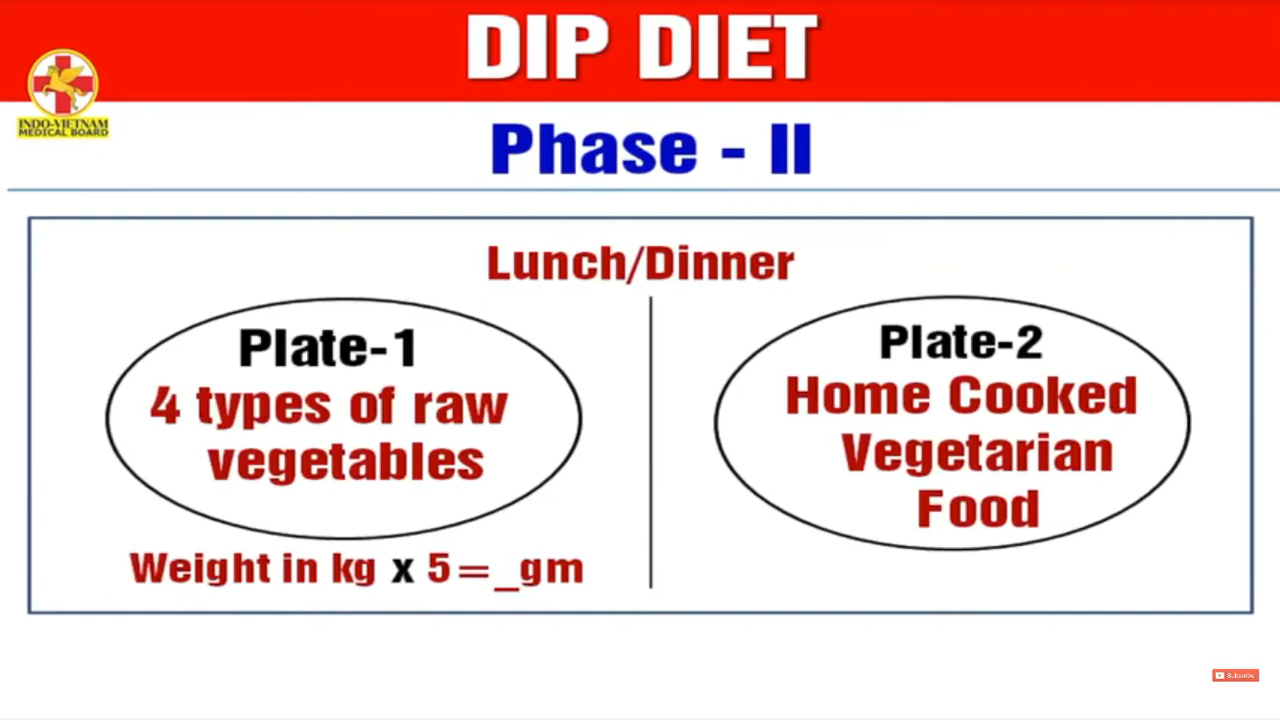 DIP DIET
INDO-VIETNAM
MEDICAL BOARD
Phase - II
Lunch/Dinner
Plate-1
4 types of raw
vegetables
Weight in kg x 5=_gm
Plate-2
Home Cooked
Vegetarian
Food
Subscribe